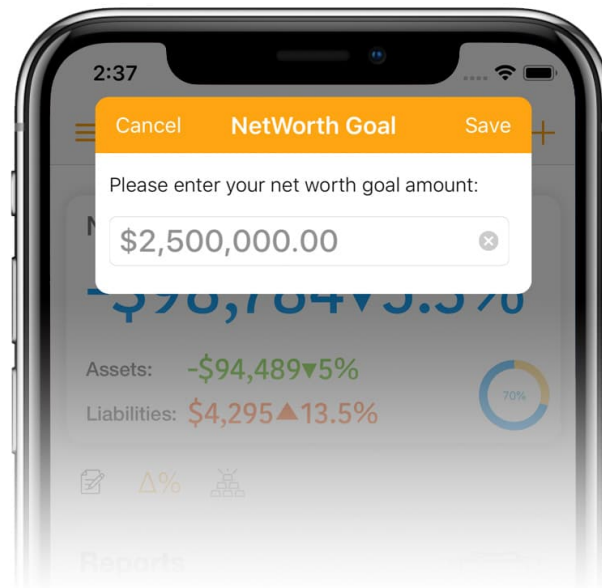 2:37
Cancel NetWorth Goal Save
Please enter your net worth goal amount:
$2,500,000.00
N
-$98,784▼5.5%
Assets: -$94,489▼5%
Liabilities: $4,295▲13.5%
70%
Δ%
Reports